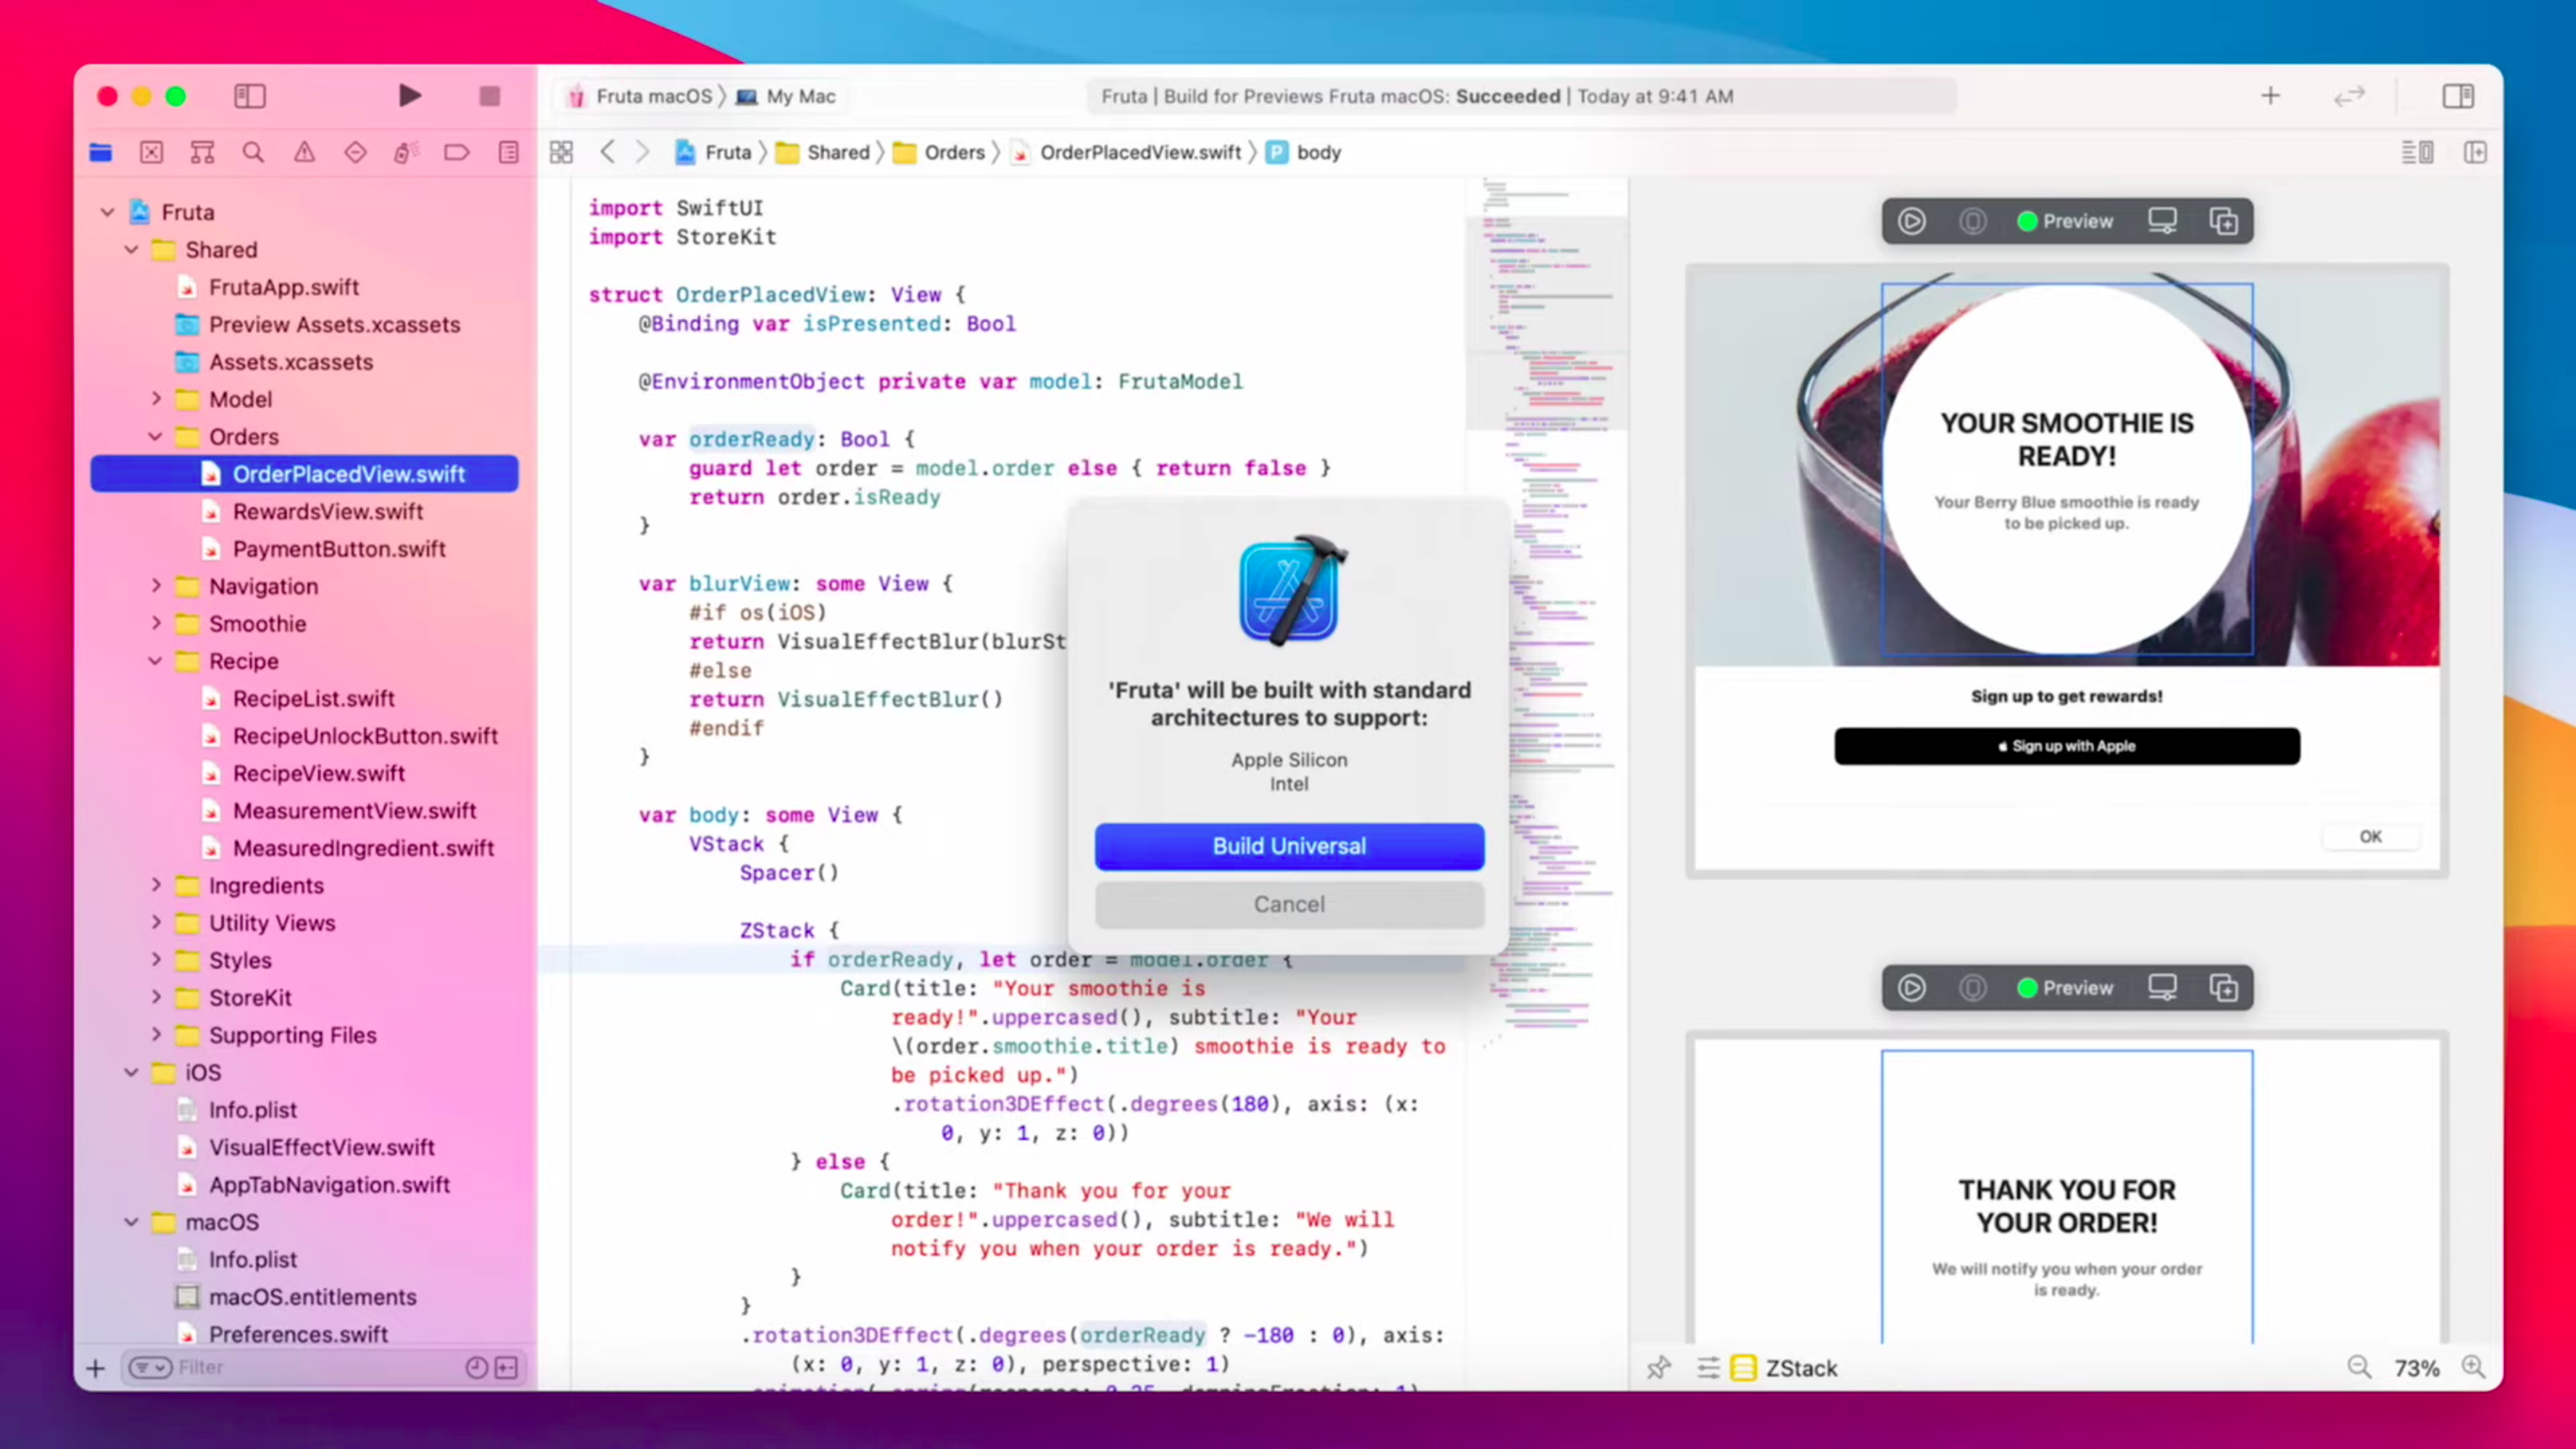 Fruta macOS 〉 My Mac
Fruta | Build for Previews Fruta macOS: Succeeded | Today at 9:41 AM
Fruta 〉 Shared 〉 Orders 〉 OrderPlacedView.swift 〉 P body
Fruta
Shared
FrutaApp.swift
Preview Assets.xcassets
Assets.xcassets
Model
Orders
OrderPlacedView.swift
RewardsView.swift
PaymentButton.swift
Navigation
Smoothie
Recipe
RecipeList.swift
RecipeUnlockButton.swift
RecipeView.swift
MeasurementView.swift
MeasuredIngredient.swift
Ingredients
Utility Views
Styles
StoreKit
Supporting Files
iOS
Info.plist
VisualEffectView.swift
AppTabNavigation.swift
macOS
Info.plist
macOS.entitlements
Preferences.swift
Filter
import SwiftUI
import StoreKit
struct OrderPlacedView: View {
@Binding var isPresented: Bool
@EnvironmentObject private var model: FrutaModel
var orderReady: Bool {
guard let order = model.order else { return false }
return order.isReady
}
var blurView: some View {
#if os(iOS)
return VisualEffectBlur(blurSt
#else
return VisualEffectBlur()
#endif
}
var body: some View {
VStack {
Spacer()
ZStack {
if orderReady, let order = model.order {
Card(title: "Your smoothie is
ready!".uppercased(), subtitle: "Your
\(order.smoothie.title) smoothie is ready to
be picked up.")
.rotation3DEffect(.degrees(180), axis: (x:
0, y: 1, z: 0))
} else {
Card(title: "Thank you for your
order!".uppercased(), subtitle: "We will
notify you when your order is ready.")
}
}
.rotation3DEffect(.degrees(orderReady ? -180 : 0), axis:
(x: 0, y: 1, z: 0), perspective: 1)
'Fruta' will be built with standard
architectures to support:
Apple Silicon
Intel
Build Universal
Cancel
Preview
YOUR SMOOTHIE IS
READY!
Your Berry Blue smoothie is ready
to be picked up.
Sign up to get rewards!
Sign up with Apple
OK
Preview
THANK YOU FOR
YOUR ORDER!
We will notify you when your order
is ready.
ZStack
73%